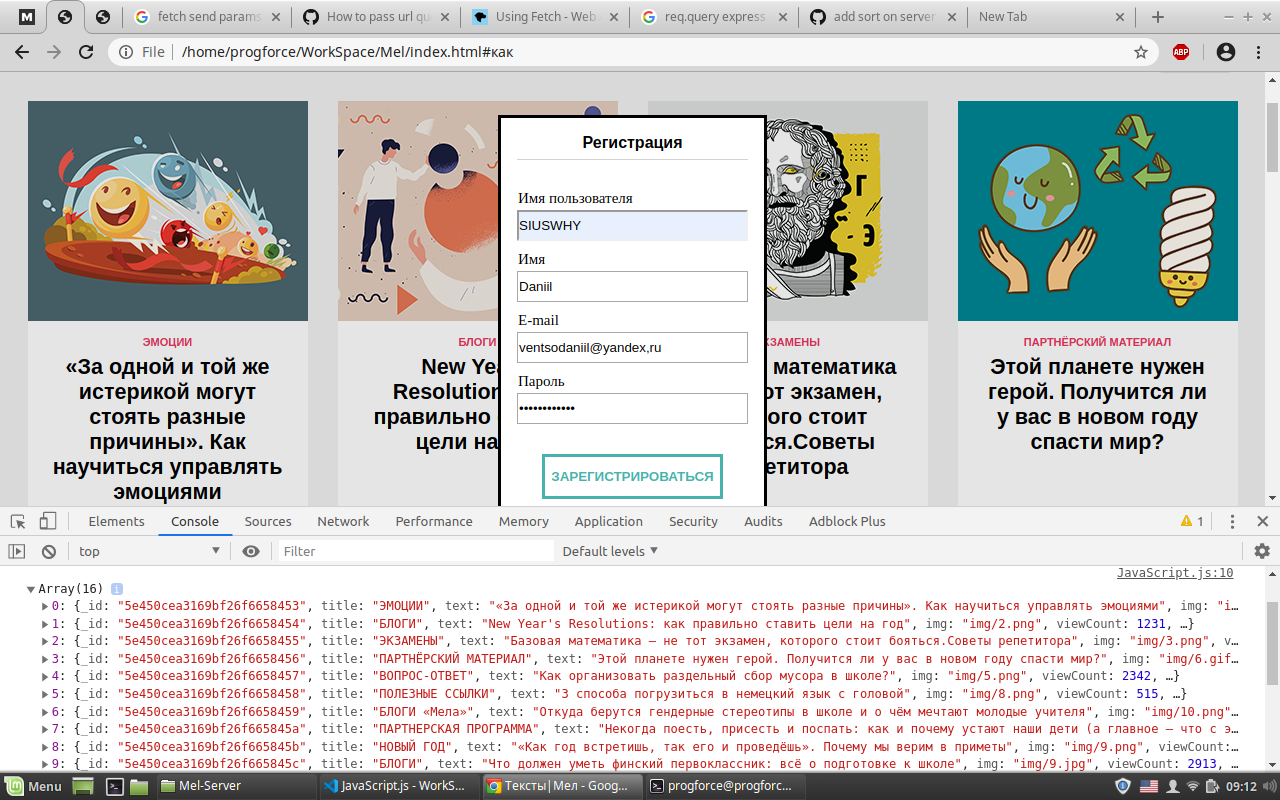 fetch send params
How to pass url qu
Using Fetch - Web
req.query express
add sort on server
New Tab
File | /home/progforce/WorkSpace/Mel/index.html#как
ABP
Г
Э
Регистрация
Имя пользователя
SIUSWHY
Имя
Daniil
E-mail
ventsodaniil@yandex,ru
Пароль
••••••••••••
ЗАРЕГИСТРИРОВАТЬСЯ
ЭМОЦИИ
«За одной и той же
истерикой могут
стоять разные
причины». Как
научиться управлять
эмоциями
БЛОГИ
New Yea
Resolution
правильно
цели на
КЗАМЕНЫ
математика
от экзамен,
ого стоит
ся.Советы
епетитора
ПАРТНЁРСКИЙ МАТЕРИАЛ
Этой планете нужен
герой. Получится ли
у вас в новом году
спасти мир?
Elements Console Sources Network Performance Memory Application Security Audits Adblock Plus 1
top Filter Default levels
JavaScript.js:10
Array(16) i
0: {_id: "5e450cea3169bf26f6658453", title: "ЭМОЦИИ", text: "«За одной и той же истерикой могут стоять разные причины». Как научиться управлять эмоциями", img: "i…
1: {_id: "5e450cea3169bf26f6658454", title: "БЛОГИ", text: "New Year's Resolutions: как правильно ставить цели на год", img: "img/2.png", viewCount: 1231, …}
2: {_id: "5e450cea3169bf26f6658455", title: "ЭКЗАМЕНЫ", text: "Базовая математика — не тот экзамен, которого стоит бояться.Советы репетитора", img: "img/3.png", v…
3: {_id: "5e450cea3169bf26f6658456", title: "ПАРТНЁРСКИЙ МАТЕРИАЛ", text: "Этой планете нужен герой. Получится ли у вас в новом году спасти мир?", img: "img/6.gif…
4: {_id: "5e450cea3169bf26f6658457", title: "ВОПРОС-ОТВЕТ", text: "Как организовать раздельный сбор мусора в школе?", img: "img/5.png", viewCount: 2342, …}
5: {_id: "5e450cea3169bf26f6658458", title: "ПОЛЕЗНЫЕ ССЫЛКИ", text: "3 способа погрузиться в немецкий язык с головой", img: "img/8.png", viewCount: 515, …}
6: {_id: "5e450cea3169bf26f6658459", title: "БЛОГИ «Мела»", text: "Откуда берутся гендерные стереотипы в школе и о чём мечтают молодые учителя", img: "img/10.png"…
7: {_id: "5e450cea3169bf26f665845a", title: "ПАРТНЕРСКАЯ ПРОГРАММА", text: "Некогда поесть, присесть и поспать: как и почему устают наши дети (а главное — что с э…
8: {_id: "5e450cea3169bf26f665845b", title: "НОВЫЙ ГОД", text: "«Как год встретишь, так его и проведёшь». Почему мы верим в приметы", img: "img/9.png", viewCount:…
9: {_id: "5e450cea3169bf26f665845c", title: "БЛОГИ", text: "Что должен уметь финский первоклассник: всё о подготовке к школе", img: "img/9.jpg", viewCount: 2913, …
Menu Mel-Server JavaScript.js - WorkS… Тексты | Мел - Goog… progforce@progforc… 09:12